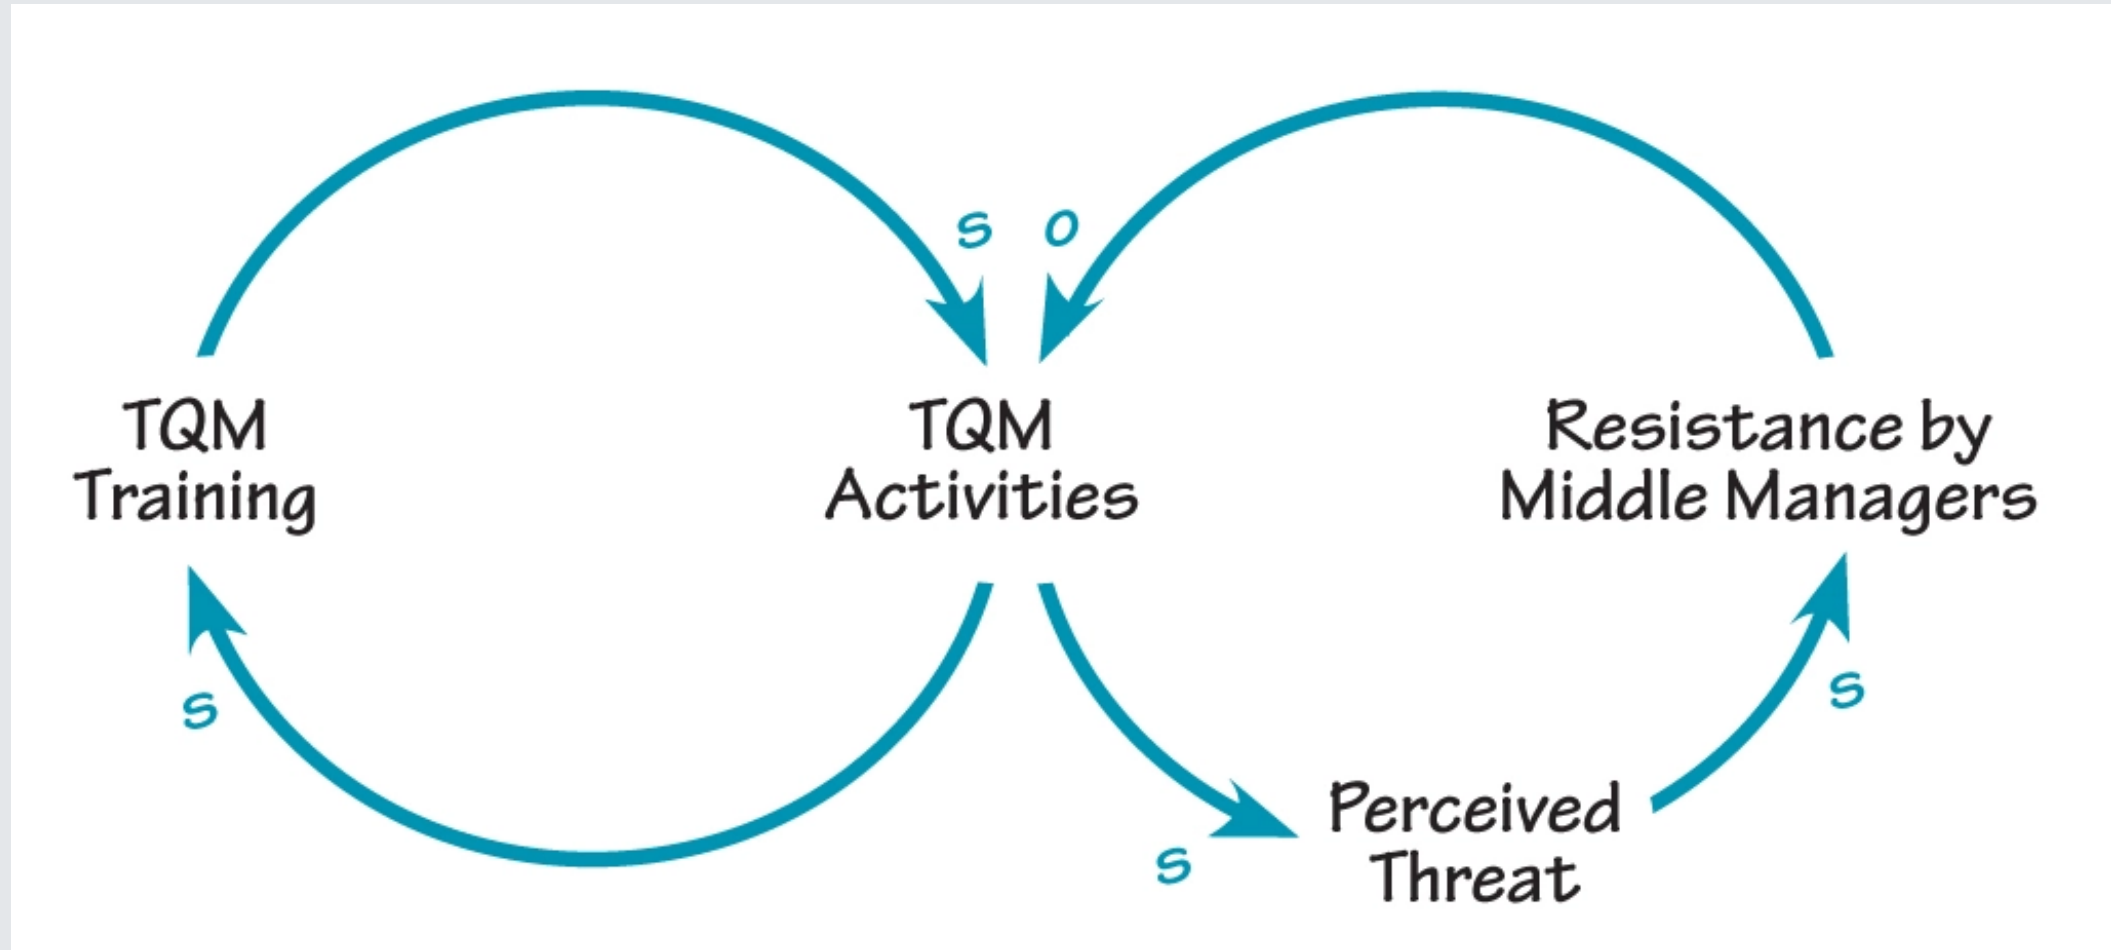 s o
TQM
Training
TQM
Activities
Resistance by
Middle Managers
s
s
s
Perceived
Threat